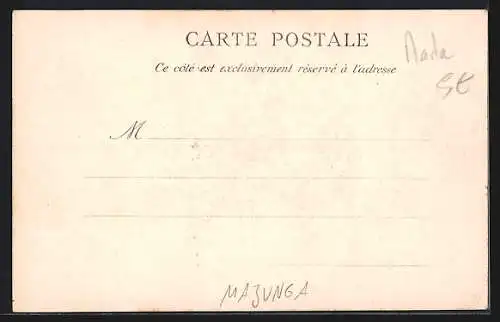 CARTE POSTALE
Ce côté est exclusivement réservé à l'adresse
Mada
M
MAJUNGA